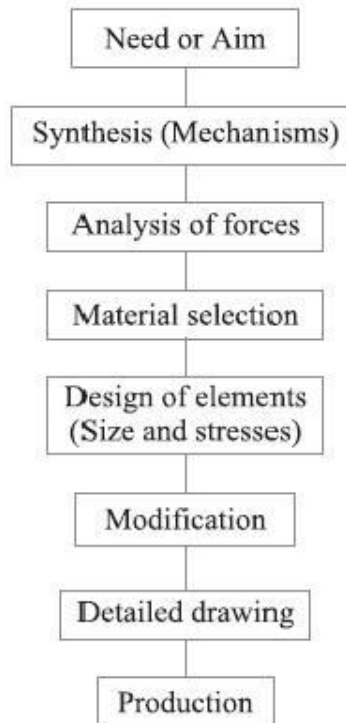 Need or Aim
Synthesis (Mechanisms)
Analysis of forces
Material selection
Design of elements
(Size and stresses)
Modification
Detailed drawing
Production